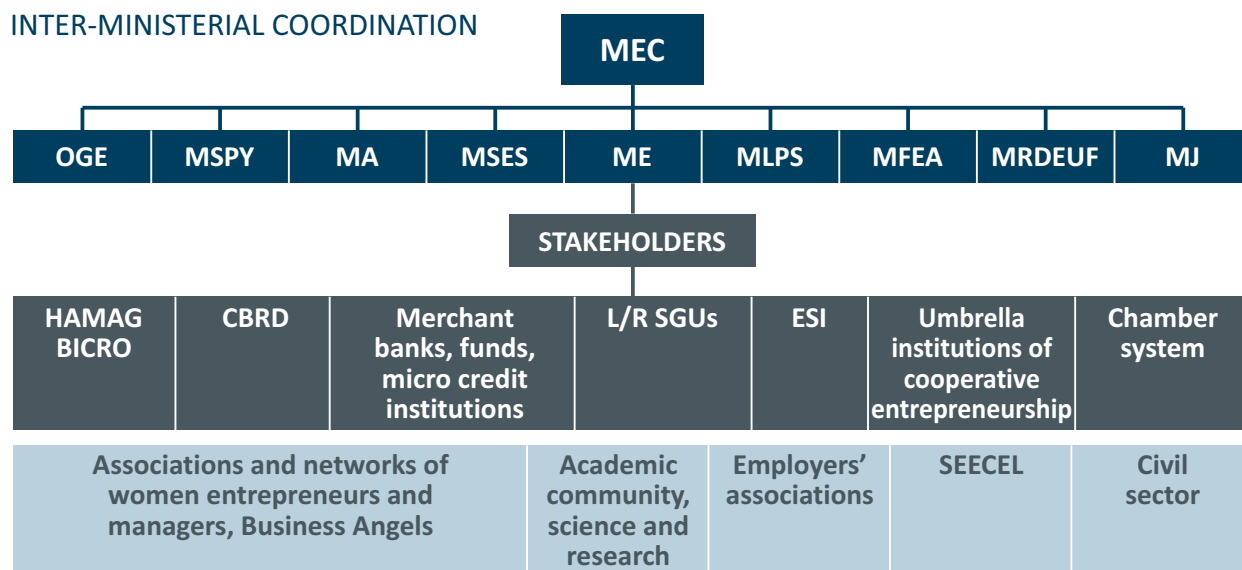 INTER-MINISTERIAL COORDINATION
MEC
OGE
MSPY
MA
MSES
ME
MLPS
MFEA
MRDEUF
MJ
STAKEHOLDERS
HAMAG
BICRO
CBRD
Merchant
banks, funds,
micro credit
institutions
L/R SGUs
ESI
Umbrella
institutions of
cooperative
entrepreneurship
Chamber
system
Associations and networks of
women entrepreneurs and
managers, Business Angels
Academic
community,
science and
research
Employers’
associations
SEECEL
Civil
sector